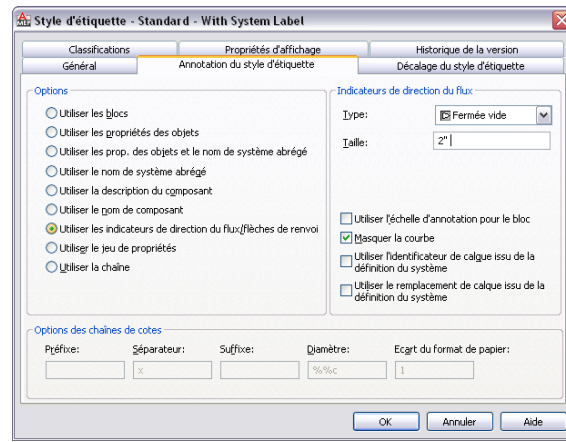 Style d'étiquette - Standard - With System Label
Classifications
Propriétés d'affichage
Historique de la version
Général
Annotation du style d'étiquette
Décalage du style d'étiquette
Options
Utiliser les blocs
Utiliser les propriétés des objets
Utiliser les prop. des objets et le nom de système abrégé
Utiliser le nom de système abrégé
Utiliser la description du composant
Utiliser le nom de composant
Utiliser les indicateurs de direction du flux/flèches de renvoi
Utiliser le jeu de propriétés
Utiliser la chaîne
Indicateurs de direction du flux
Type:
Fermée vide
Taille:
2"
Utiliser l'échelle d'annotation pour le bloc
Masquer la courbe
Utiliser l'identificateur de calque issu de la
définition du système
Utiliser le remplacement de calque issu de la
définition du système
Options des chaînes de cotes
Préfixe:
Séparateur:
Suffixe:
Diamètre:
Ecart du format de papier:
x
%%c
1
OK
Annuler
Aide